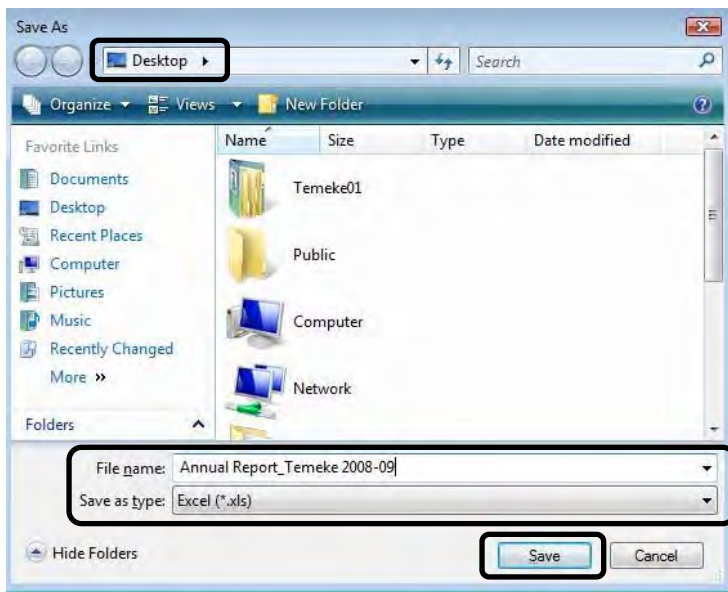 Save As
Desktop
Search
Organize Views New Folder
Favorite Links
Documents
Desktop
Recent Places
Computer
Pictures
Music
Recently Changed
More »
Folders
Name Size Type Date modified
Temeke01
Public
Computer
Network
File name: Annual Report_Temeke 2008-09
Save as type: Excel (*.xls)
Hide Folders
Save Cancel